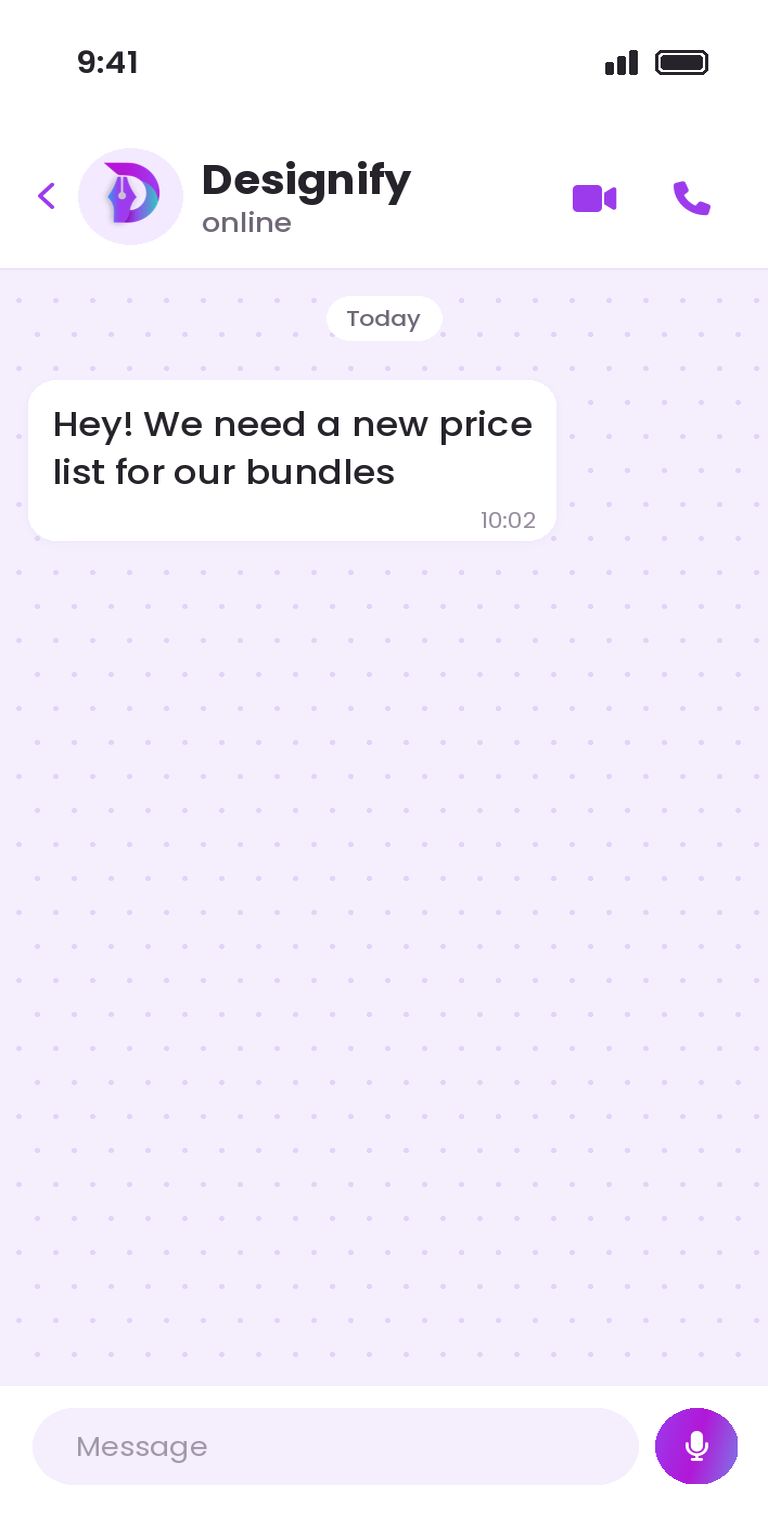 9:41
Designify
online
Today
Hey! We need a new price
list for our bundles
10:02
Message